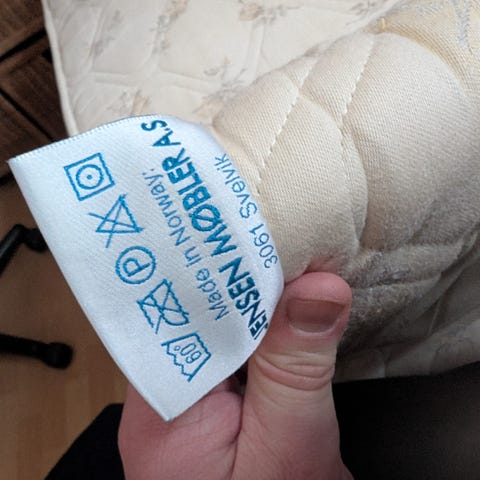 60°
P
Made in Norway:
JENSEN MØBLER A.S
3061 Svelvik